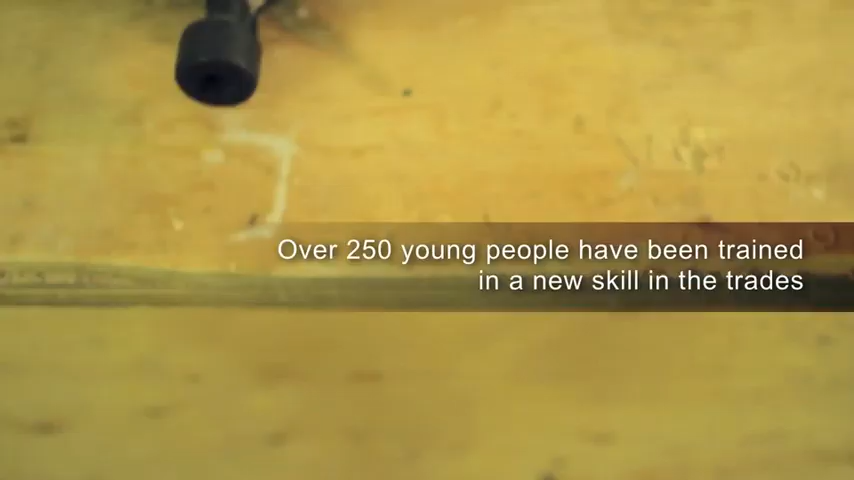 Over 250 young people have been trained
in a new skill in the trades